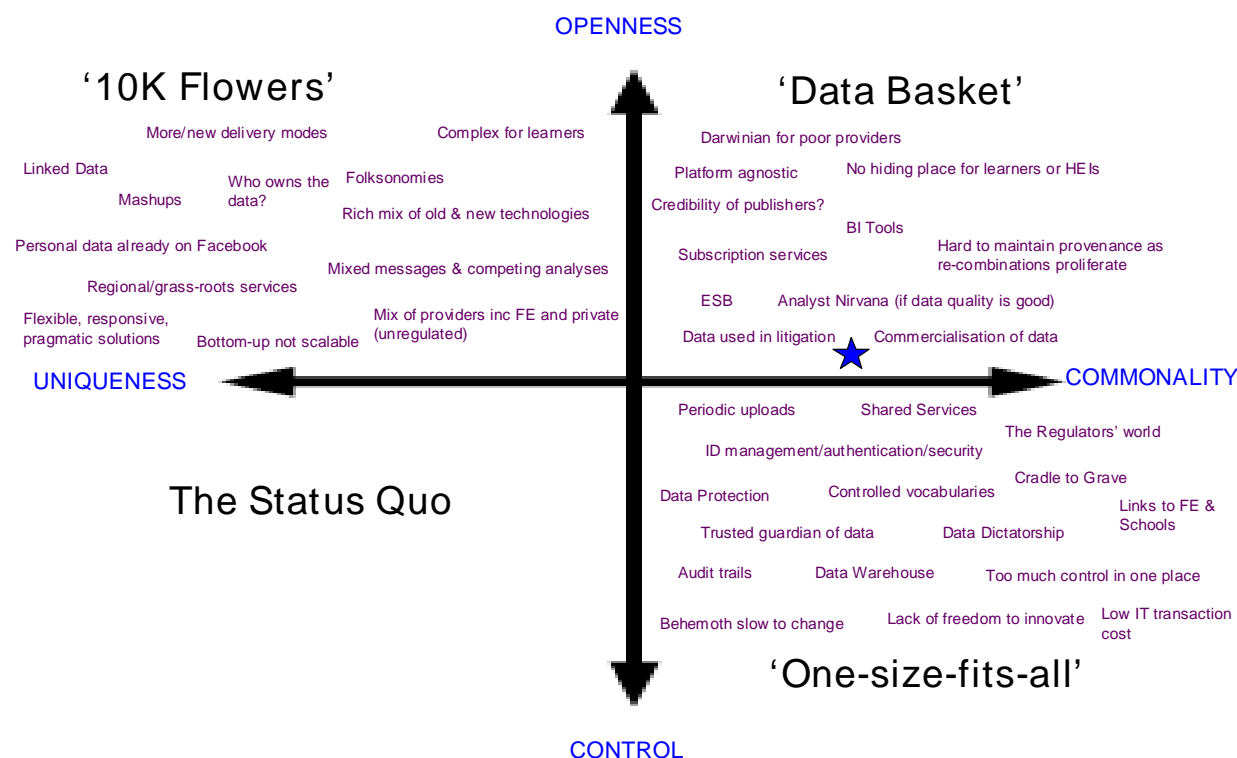 OPENNESS
‘10K Flowers’
‘Data Basket’
More/new delivery modes
Complex for learners
Linked Data
Mashups
Who owns the
data?
Folksonomies
Rich mix of old & new technologies
Personal data already on Facebook
Mixed messages & competing analyses
Regional/grass-roots services
Flexible, responsive,
pragmatic solutions
Bottom-up not scalable
Mix of providers inc FE and private
(unregulated)
Darwinian for poor providers
Platform agnostic
No hiding place for learners or HEIs
Credibility of publishers?
BI Tools
Subscription services
Hard to maintain provenance as
re-combinations proliferate
ESB
Analyst Nirvana (if data quality is good)
Data used in litigation
Commercialisation of data
UNIQUENESS
COMMONALITY
The Status Quo
Periodic uploads
Shared Services
The Regulators’ world
ID management/authentication/security
Cradle to Grave
Data Protection
Controlled vocabularies
Links to FE &
Schools
Trusted guardian of data
Data Dictatorship
Audit trails
Data Warehouse
Too much control in one place
Behemoth slow to change
Lack of freedom to innovate
Low IT transaction
cost
‘One-size-fits-all’
CONTROL